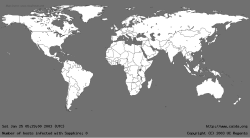 Sat Jan 25 05:29:00 2003 (UTC) http://www.caida.org
Number of hosts infected with Sapphire: 0 Copyright (C) 2003 UC Regents